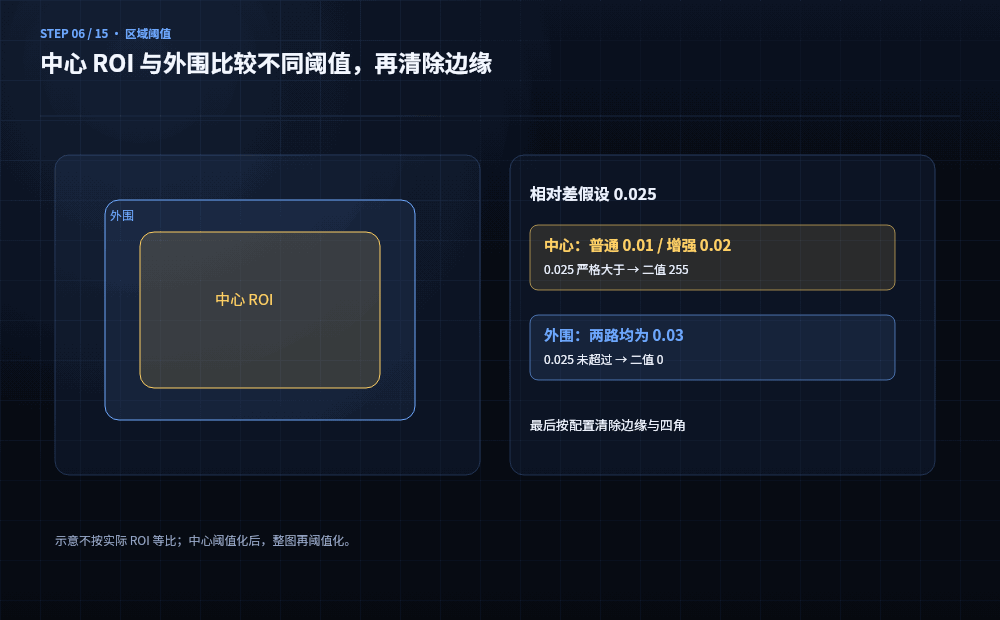 STEP 06 / 15 · 区域阈值
中心 ROI 与外围比较不同阈值，再清除边缘
外围
中心 ROI
相对差假设 0.025
中心：普通 0.01 / 增强 0.02
0.025 严格大于 → 二值 255
外围：两路均为 0.03
0.025 未超过 → 二值 0
最后按配置清除边缘与四角
示意不按实际 ROI 等比；中心阈值化后，整图再阈值化。